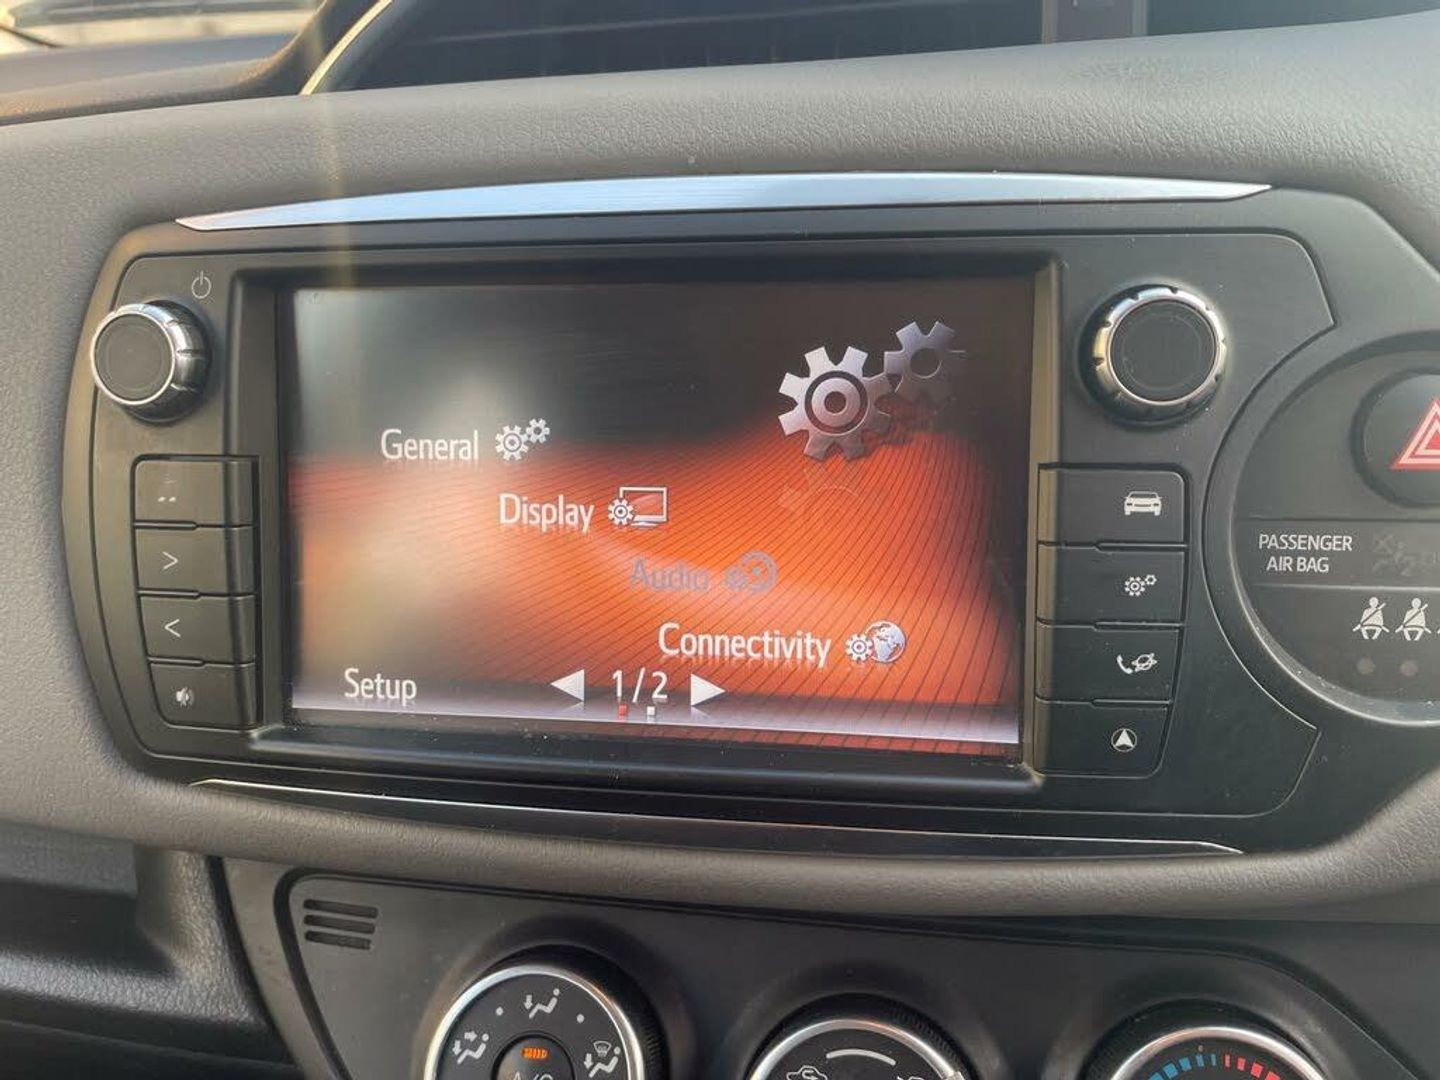 General
Display
Audio
Connectivity
Setup
1/2
PASSENGER
AIR BAG
A/C